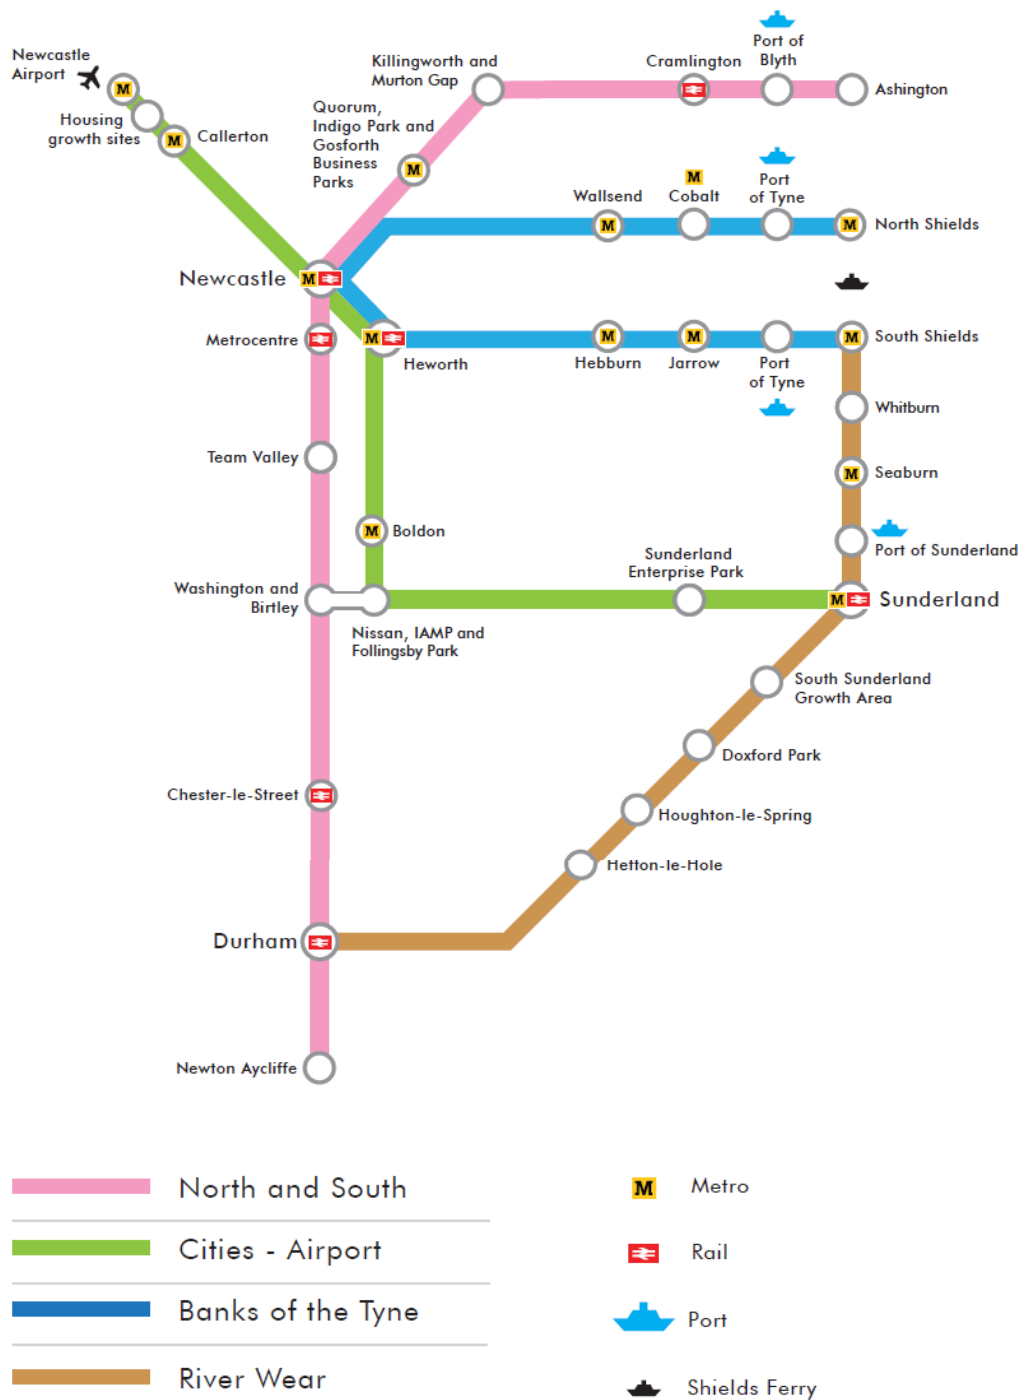 Newcastle
Airport
M
Housing
growth sites
M
Callerton
Killingworth and
Murton Gap
Quorum,
Indigo Park and
Gosforth
Business
Parks
M
Cramlington
Port of
Blyth
Ashington
Wallsend
M
M
Cobalt
Port
of Tyne
M
North Shields
Newcastle
M
Metrocentre
M
Heworth
M
Hebburn
M
Jarrow
Port
of Tyne
M
South Shields
Whitburn
M
Seaburn
Port of Sunderland
Team Valley
M
Boldon
Washington and
Birtley
Nissan, IAMP and
Follingsby Park
Sunderland
Enterprise Park
M
Sunderland
South Sunderland
Growth Area
Doxford Park
Houghton-le-Spring
Hetton-le-Hole
Chester-le-Street
Durham
Newton Aycliffe
North and South
Cities - Airport
Banks of the Tyne
River Wear
M
Metro
Rail
Port
Shields Ferry